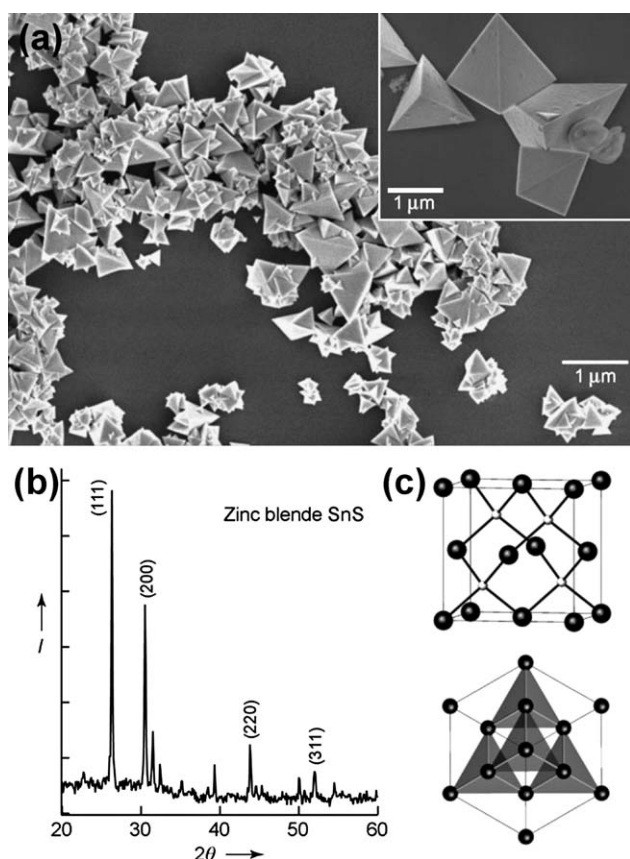 (a)
1 μm
1 μm
(b)
(c)
Zinc blende SnS
(111)
(200)
(220)
(311)
I
20
30
40
50
60
2θ